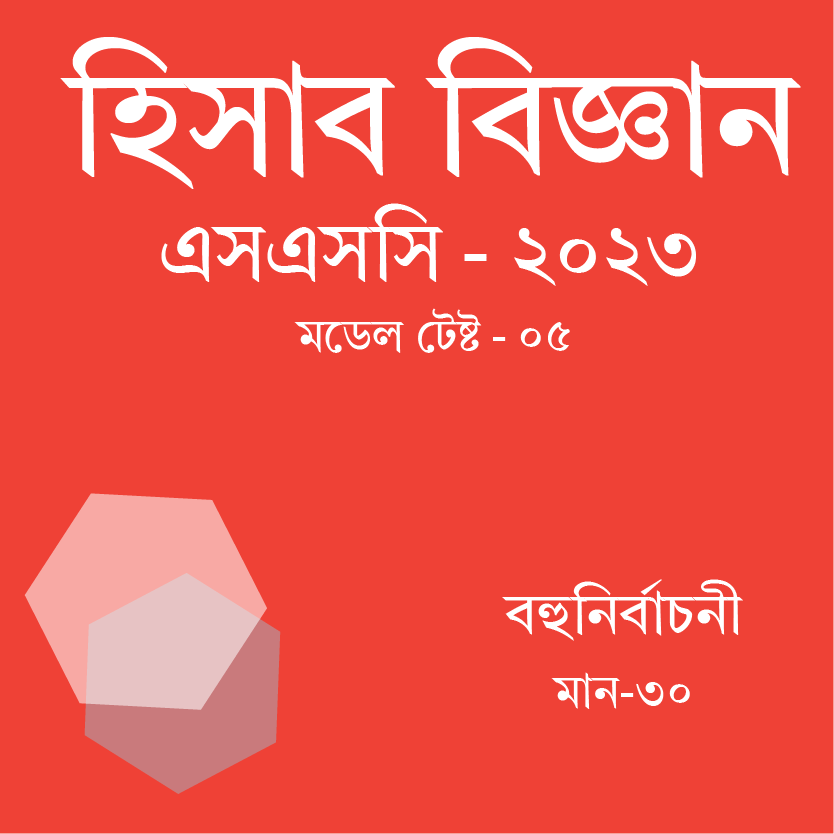 হিসাব বিজ্ঞান
এসএসসি - ২০২৩
মডেল টেষ্ট - ০৫
বহুনির্বাচনী
মান-৩০